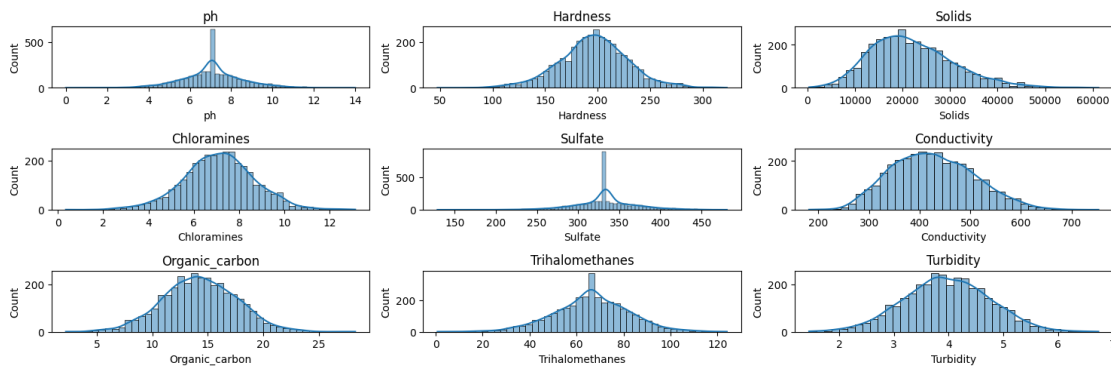 ph
Count
500
0
0 2 4 6 8 10 12 14
ph
Hardness
Count
200
0
50 100 150 200 250 300
Hardness
Solids
Count
200
0
0 10000 20000 30000 40000 50000 60000
Solids
Chloramines
Count
200
0
0 2 4 6 8 10 12
Chloramines
Sulfate
Count
500
0
150 200 250 300 350 400 450
Sulfate
Conductivity
Count
200
0
200 300 400 500 600 700
Conductivity
Organic_carbon
Count
200
0
5 10 15 20 25
Organic_carbon
Trihalomethanes
Count
200
0
0 20 40 60 80 100 120
Trihalomethanes
Turbidity
Count
200
0
2 3 4 5 6
Turbidity